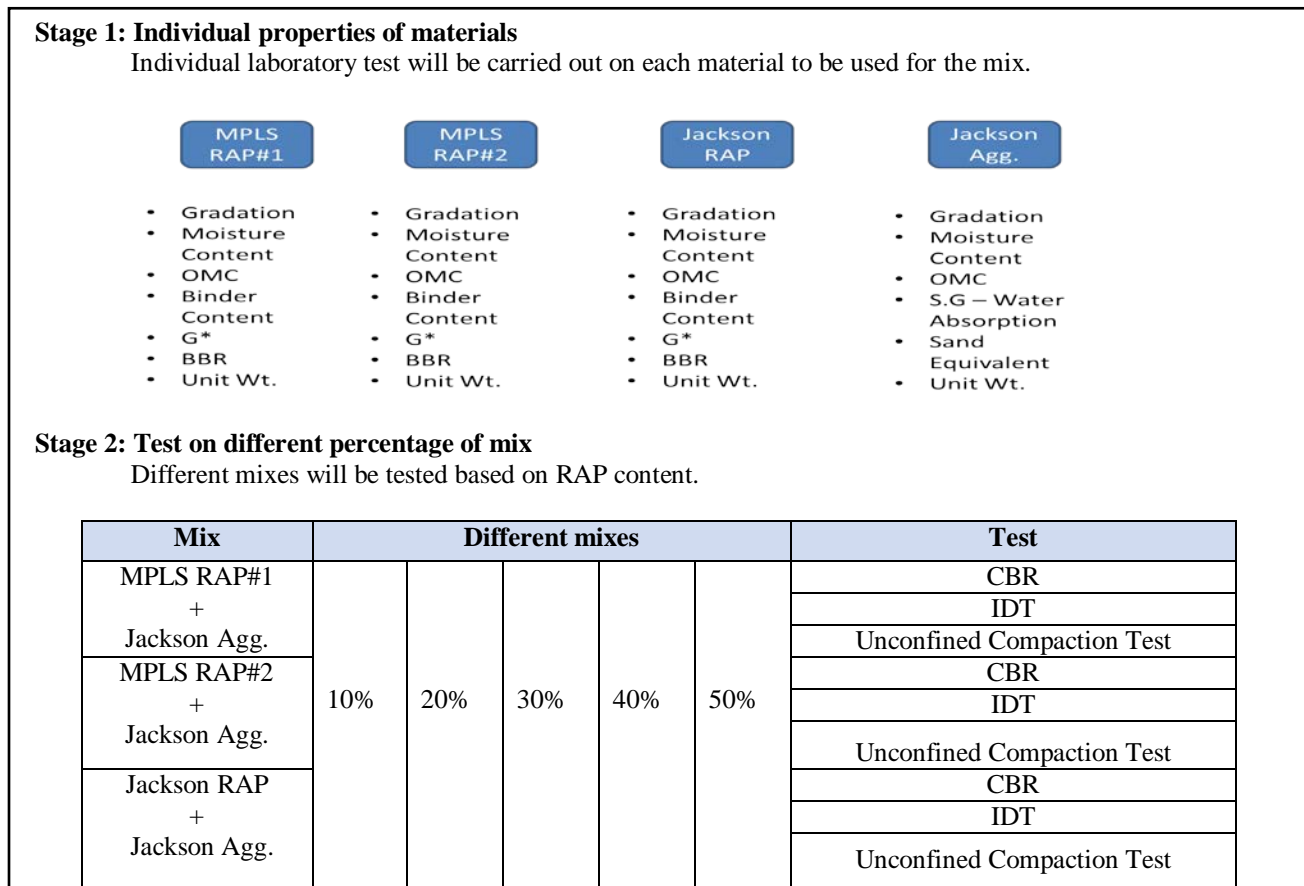 Stage 1: Individual properties of materials
Individual laboratory test will be carried out on each material to be used for the mix.
MPLS
RAP#1
• Gradation
• Moisture
Content
• OMC
• Binder
Content
• G*
• BBR
• Unit Wt.
MPLS
RAP#2
• Gradation
• Moisture
Content
• OMC
• Binder
Content
• G*
• BBR
• Unit Wt.
Jackson
RAP
• Gradation
• Moisture
Content
• OMC
• Binder
Content
• G*
• BBR
• Unit Wt.
Jackson
Agg.
• Gradation
• Moisture
Content
• OMC
• S.G – Water
Absorption
• Sand
Equivalent
• Unit Wt.
Stage 2: Test on different percentage of mix
Different mixes will be tested based on RAP content.
Mix Different mixes Test
MPLS RAP#1
+
Jackson Agg.
CBR
IDT
Unconfined Compaction Test
MPLS RAP#2
+
Jackson Agg.
10% 20% 30% 40% 50%
CBR
IDT
Unconfined Compaction Test
Jackson RAP
+
Jackson Agg.
CBR
IDT
Unconfined Compaction Test